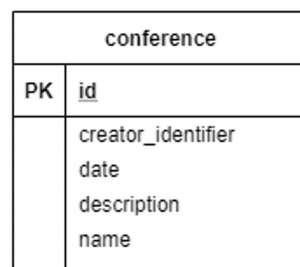 conference
PK id
creator_identifier
date
description
name